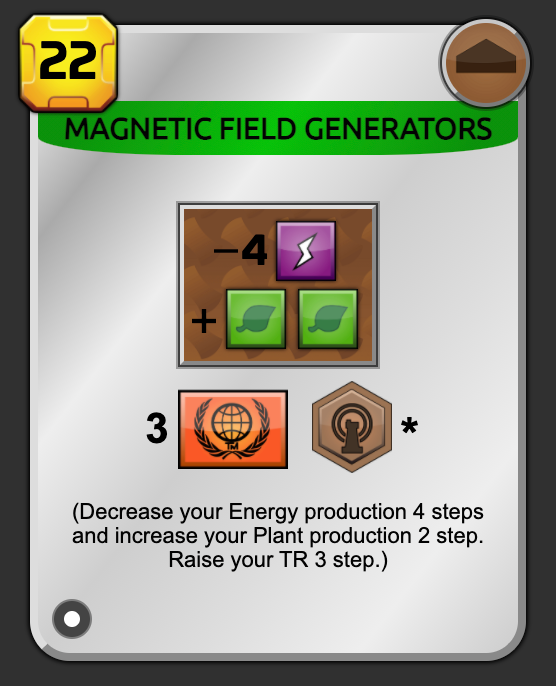 22
MAGNETIC FIELD GENERATORS
−4
+
3
TM
*
(Decrease your Energy production 4 steps
and increase your Plant production 2 step.
Raise your TR 3 step.)